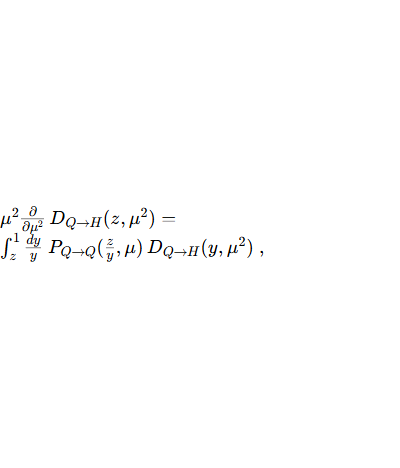 μ² ∂/∂μ² D_{Q→H}(z, μ²) =
∫_z^1 dy/y P_{Q→Q}(z/y, μ) D_{Q→H}(y, μ²) ,